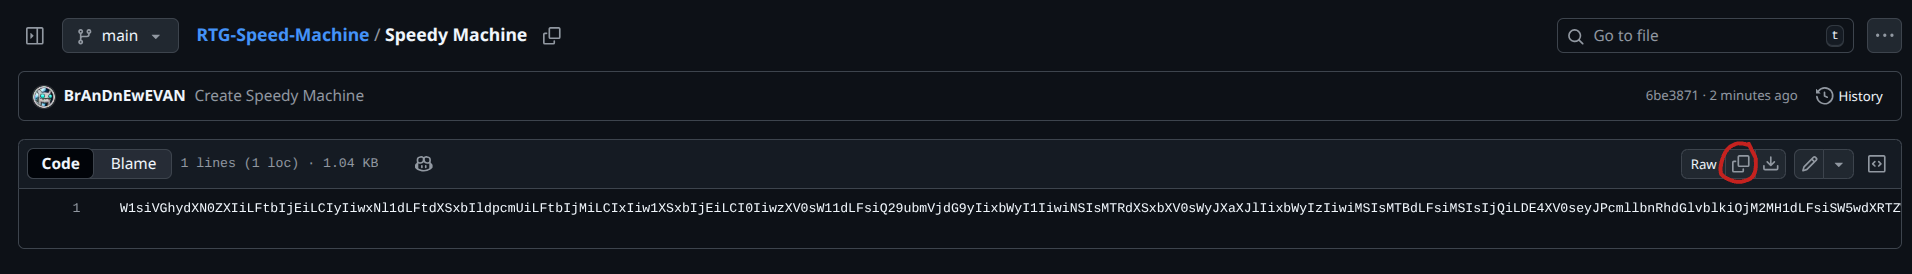 main RTG-Speed-Machine / Speedy Machine Go to file t
BrAnDnEwEVAN Create Speedy Machine 6be3871 · 2 minutes ago History
Code Blame 1 lines (1 loc) · 1.04 KB Raw
1 W1siVGhydXN0ZXIiLFtbIjEiLCIyIiwxNl1dLFtdXSxbIldpcmUiLFtbIjMiLCIxIiw1XSxbIjEiLCI0IiwzXV0sW11dLFsiQ29ubmVjdG9yIixbWyI1IiwiNSIsMTRdXSxbXV0sWyJXaXJlIixbWyIzIiwiMSIsMTBdLFsiMSIsIjQiLDE4XV0seyJPcmllbnRhdGlvblkiOjM2MH1dLFsiSW5wdXRTZ